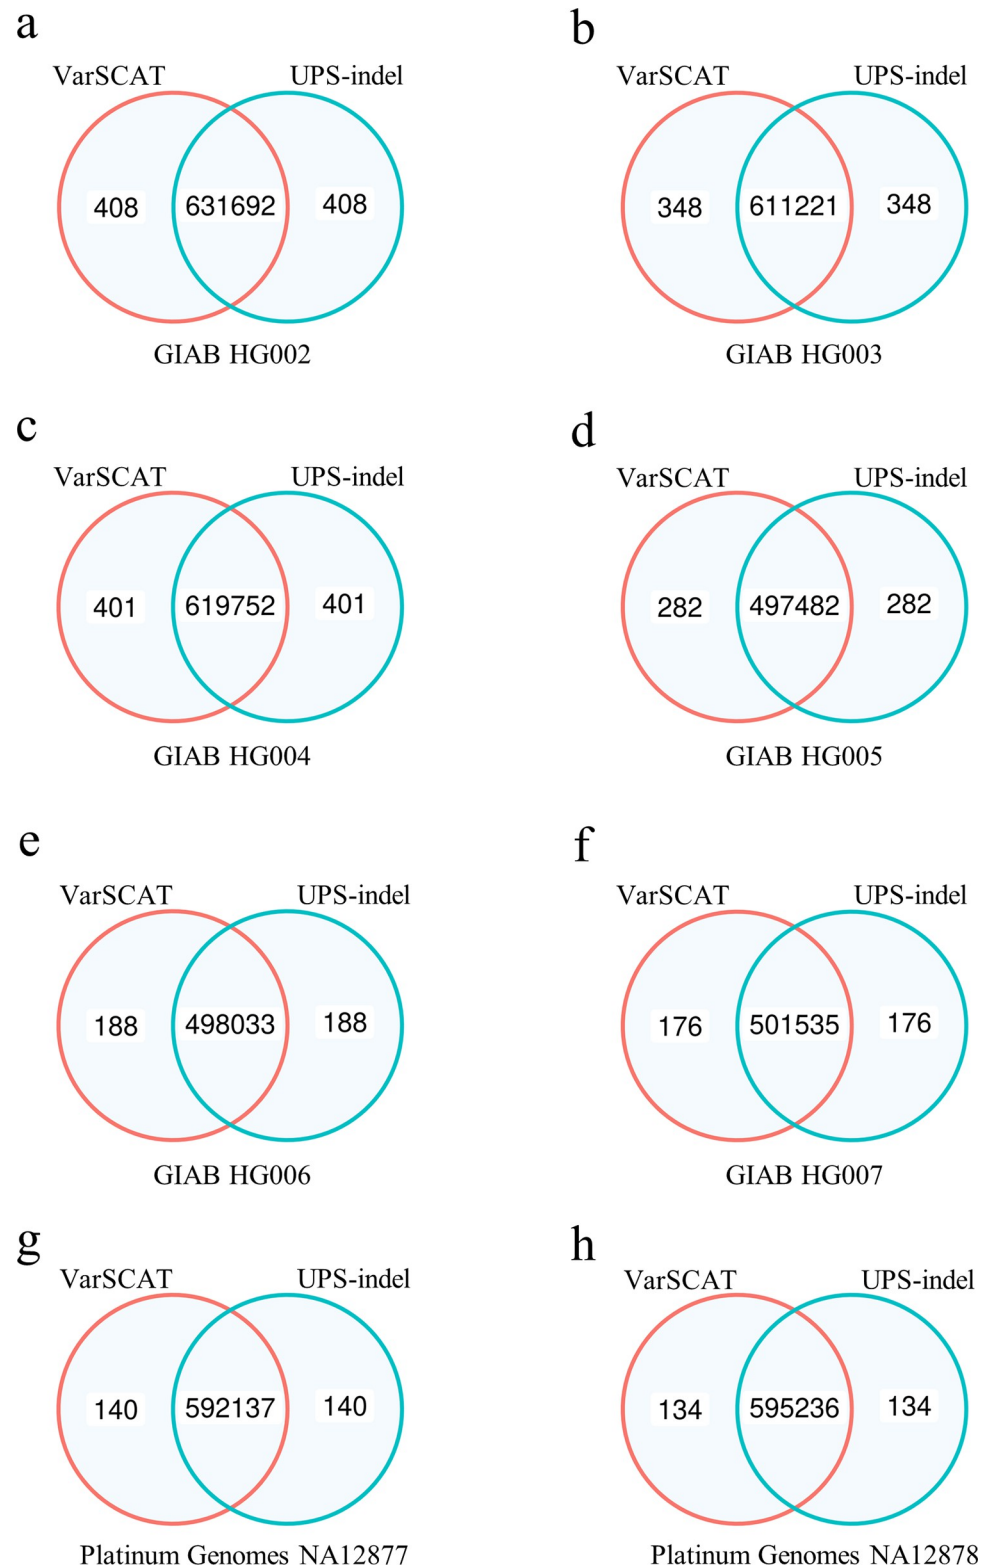 a
b
VarSCAT UPS-indel
VarSCAT UPS-indel
408 631692 408
348 611221 348
GIAB HG002
GIAB HG003
c
d
VarSCAT UPS-indel
VarSCAT UPS-indel
401 619752 401
282 497482 282
GIAB HG004
GIAB HG005
e
f
VarSCAT UPS-indel
VarSCAT UPS-indel
188 498033 188
176 501535 176
GIAB HG006
GIAB HG007
g
h
VarSCAT UPS-indel
VarSCAT UPS-indel
140 592137 140
134 595236 134
Platinum Genomes NA12877
Platinum Genomes NA12878